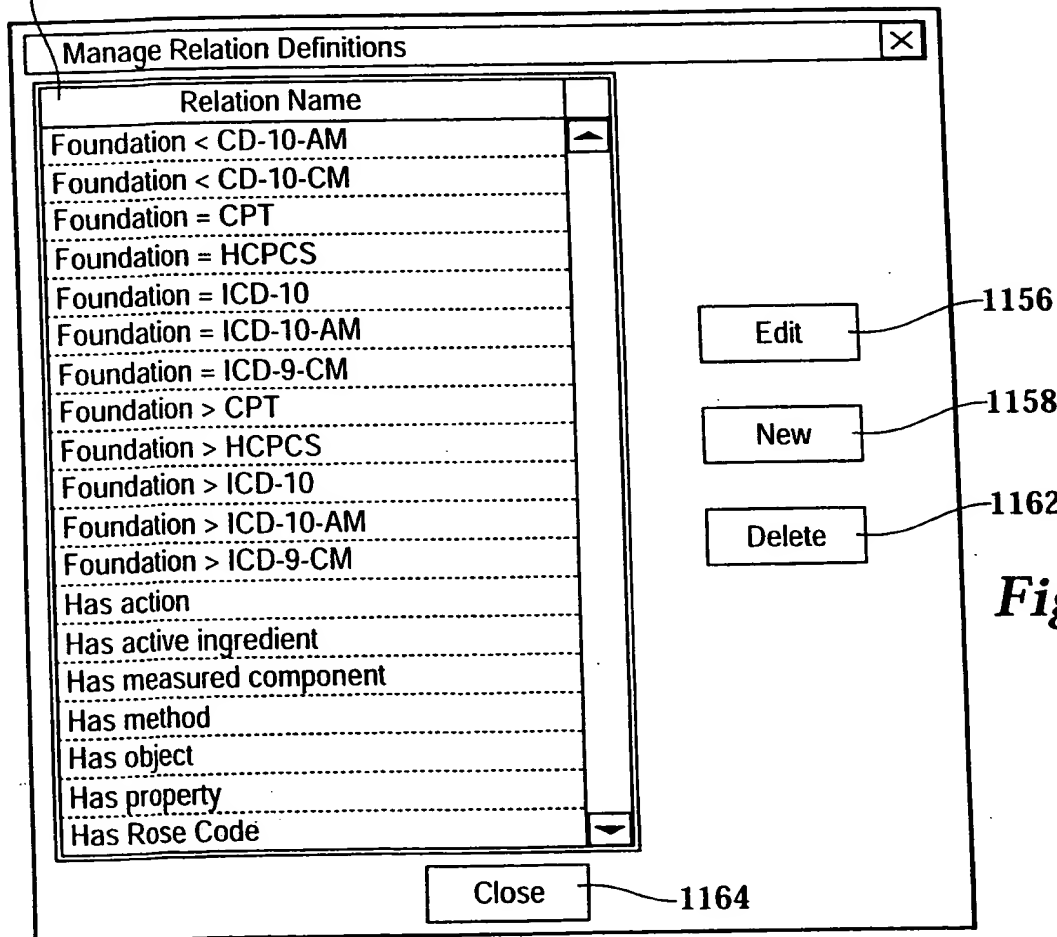 Manage Relation Definitions
Relation Name
Foundation < CD-10-AM
Foundation < CD-10-CM
Foundation = CPT
Foundation = HCPCS
Foundation = ICD-10
Foundation = ICD-10-AM
Foundation = ICD-9-CM
Foundation > CPT
Foundation > HCPCS
Foundation > ICD-10
Foundation > ICD-10-AM
Foundation > ICD-9-CM
Has action
Has active ingredient
Has measured component
Has method
Has object
Has property
Has Rose Code
Edit
1156
New
1158
Delete
1162
Close
1164